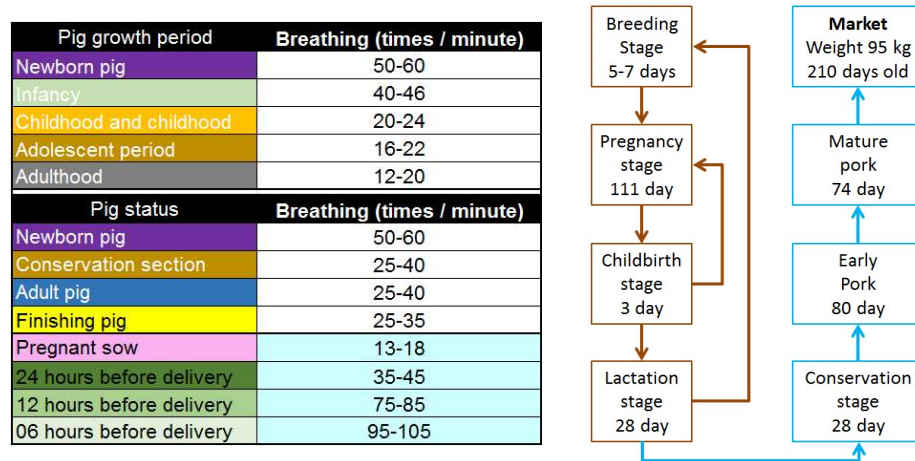 Pig growth period Breathing (times / minute)
Newborn pig 50-60
Infancy 40-46
Childhood and childhood 20-24
Adolescent period 16-22
Adulthood 12-20
Pig status Breathing (times / minute)
Newborn pig 50-60
Conservation section 25-40
Adult pig 25-40
Finishing pig 25-35
Pregnant sow 13-18
24 hours before delivery 35-45
12 hours before delivery 75-85
06 hours before delivery 95-105
Breeding
Stage
5-7 days
Pregnancy
stage
111 day
Childbirth
stage
3 day
Lactation
stage
28 day
Market
Weight 95 kg
210 days old
Mature
pork
74 day
Early
Pork
80 day
Conservation
stage
28 day